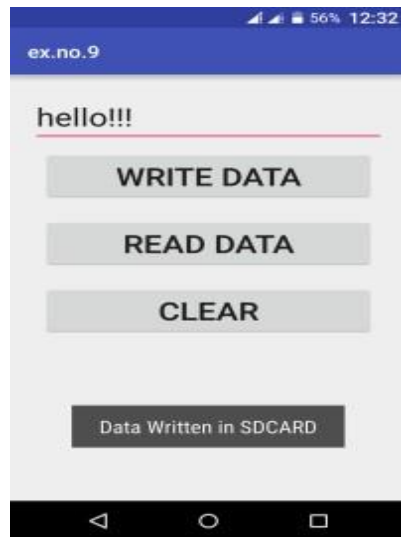 56% 12:32
ex.no.9
hello!!!
WRITE DATA
READ DATA
CLEAR
Data Written in SDCARD